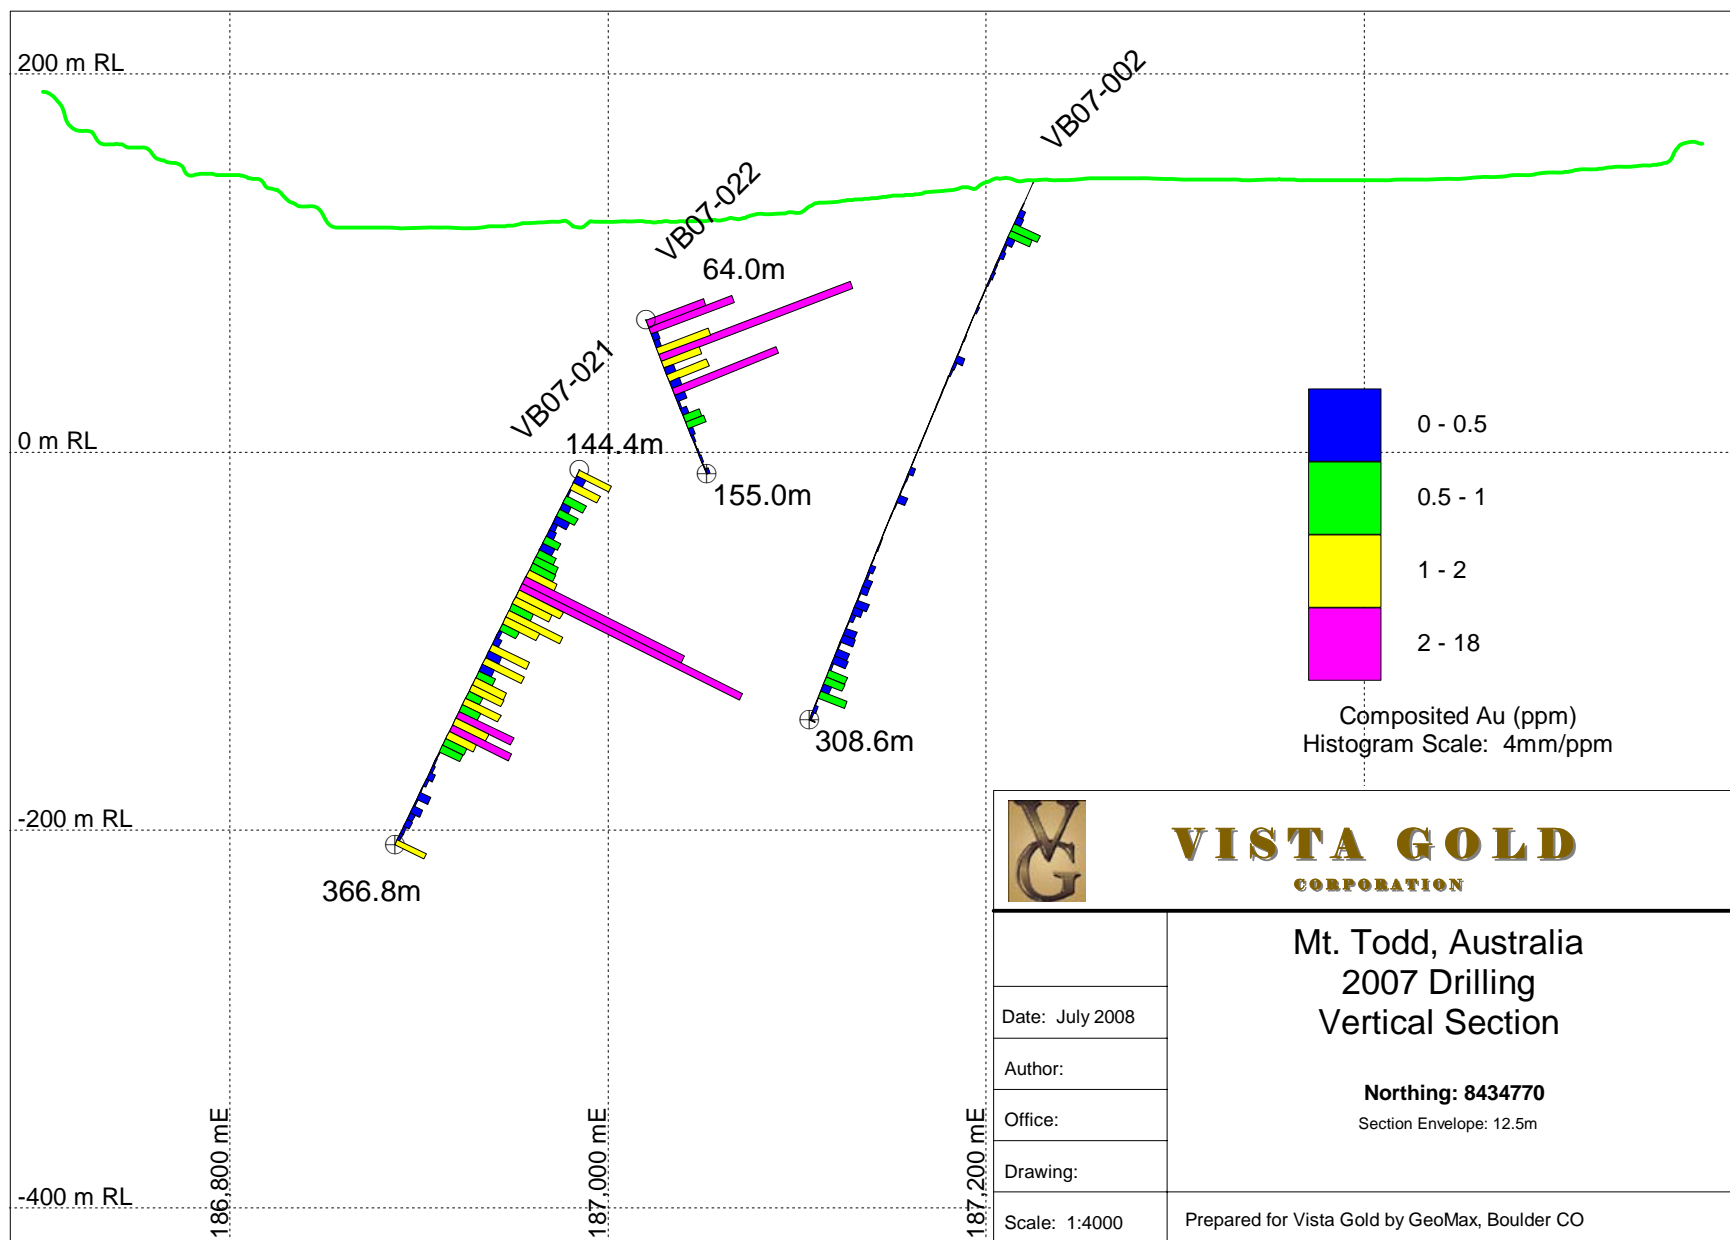 200 m RL
VB07-002
VB07-022
64.0m
VB07-021
0 m RL
144.4m
155.0m
0 - 0.5
0.5 - 1
1 - 2
2 - 18
Composited Au (ppm)
Histogram Scale: 4mm/ppm
308.6m
-200 m RL
366.8m
VG
VISTA GOLD
CORPORATION
Mt. Todd, Australia
2007 Drilling
Vertical Section
Northing: 8434770
Section Envelope: 12.5m
Date: July 2008
Author:
Office:
Drawing:
Scale: 1:4000
Prepared for Vista Gold by GeoMax, Boulder CO
-400 m RL
186,800 mE
187,000 mE
187,200 mE